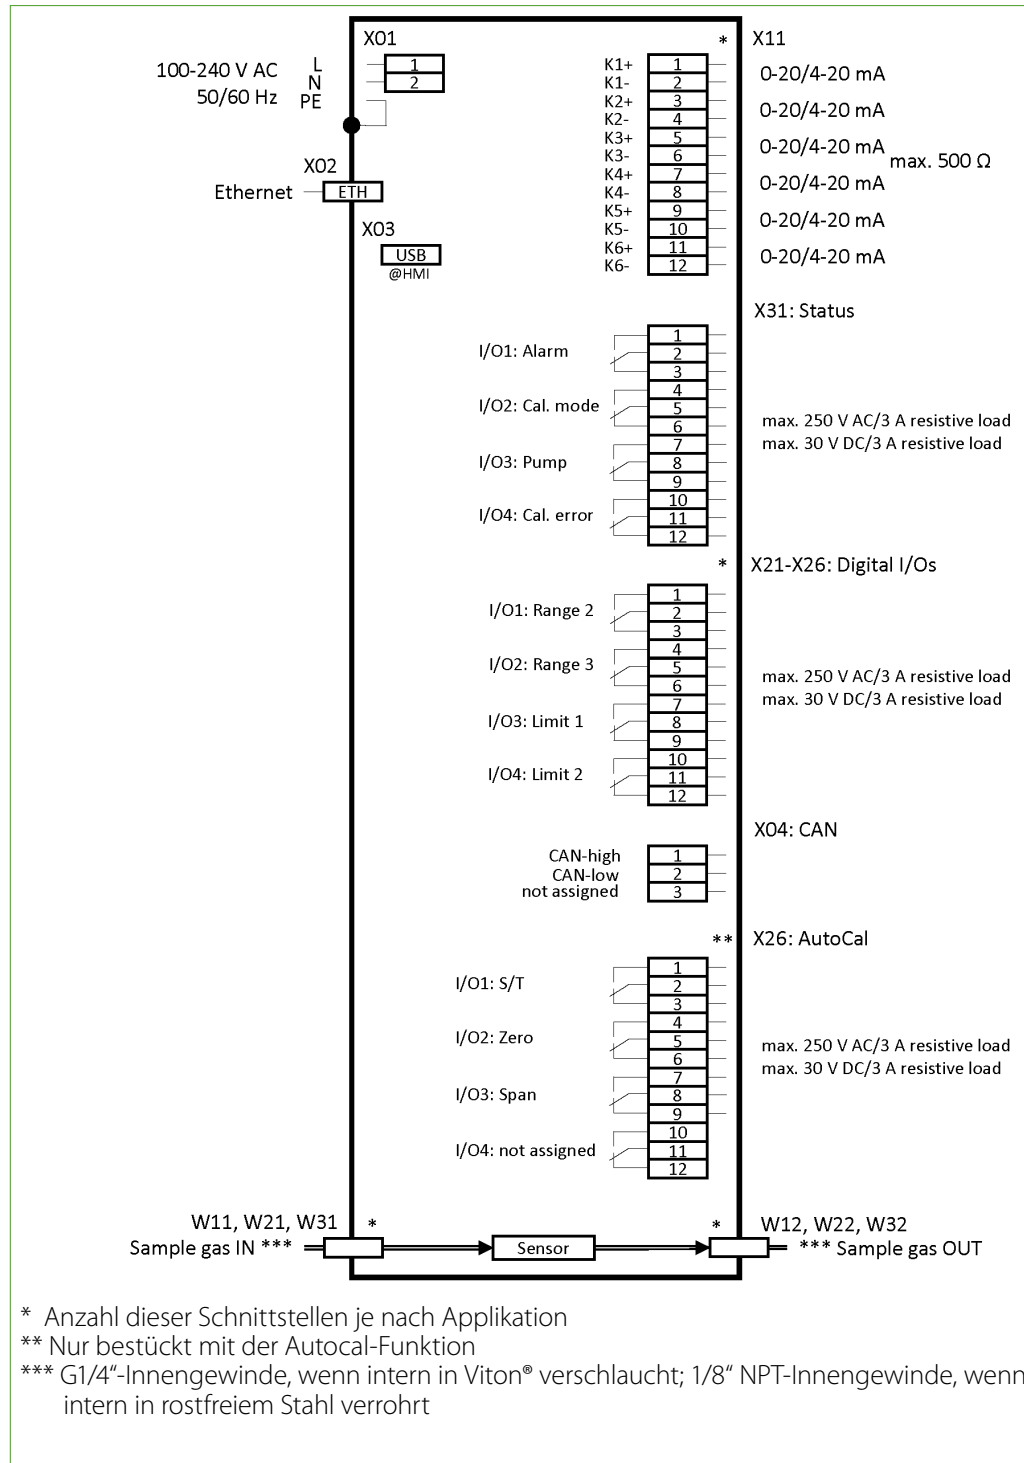 X01
100-240 V AC
50/60 Hz
L
N
PE
1
2
X02
Ethernet
ETH
X03
USB
@HMI
* X11
K1+ 1
K1- 2
K2+ 3
K2- 4
K3+ 5
K3- 6
K4+ 7
K4- 8
K5+ 9
K5- 10
K6+ 11
K6- 12
0-20/4-20 mA
0-20/4-20 mA
0-20/4-20 mA
0-20/4-20 mA
0-20/4-20 mA
0-20/4-20 mA
max. 500 Ω
X31: Status
I/O1: Alarm
I/O2: Cal. mode
I/O3: Pump
I/O4: Cal. error
1
2
3
4
5
6
7
8
9
10
11
12
max. 250 V AC/3 A resistive load
max. 30 V DC/3 A resistive load
* X21-X26: Digital I/Os
I/O1: Range 2
I/O2: Range 3
I/O3: Limit 1
I/O4: Limit 2
1
2
3
4
5
6
7
8
9
10
11
12
max. 250 V AC/3 A resistive load
max. 30 V DC/3 A resistive load
X04: CAN
CAN-high 1
CAN-low 2
not assigned 3
** X26: AutoCal
I/O1: S/T
I/O2: Zero
I/O3: Span
I/O4: not assigned
1
2
3
4
5
6
7
8
9
10
11
12
max. 250 V AC/3 A resistive load
max. 30 V DC/3 A resistive load
W11, W21, W31 *
Sample gas IN ***
Sensor
* W12, W22, W32
*** Sample gas OUT
* Anzahl dieser Schnittstellen je nach Applikation
** Nur bestückt mit der Autocal-Funktion
*** G1/4“-Innengewinde, wenn intern in Viton® verschlaucht; 1/8“ NPT-Innengewinde, wenn
intern in rostfreiem Stahl verrohrt